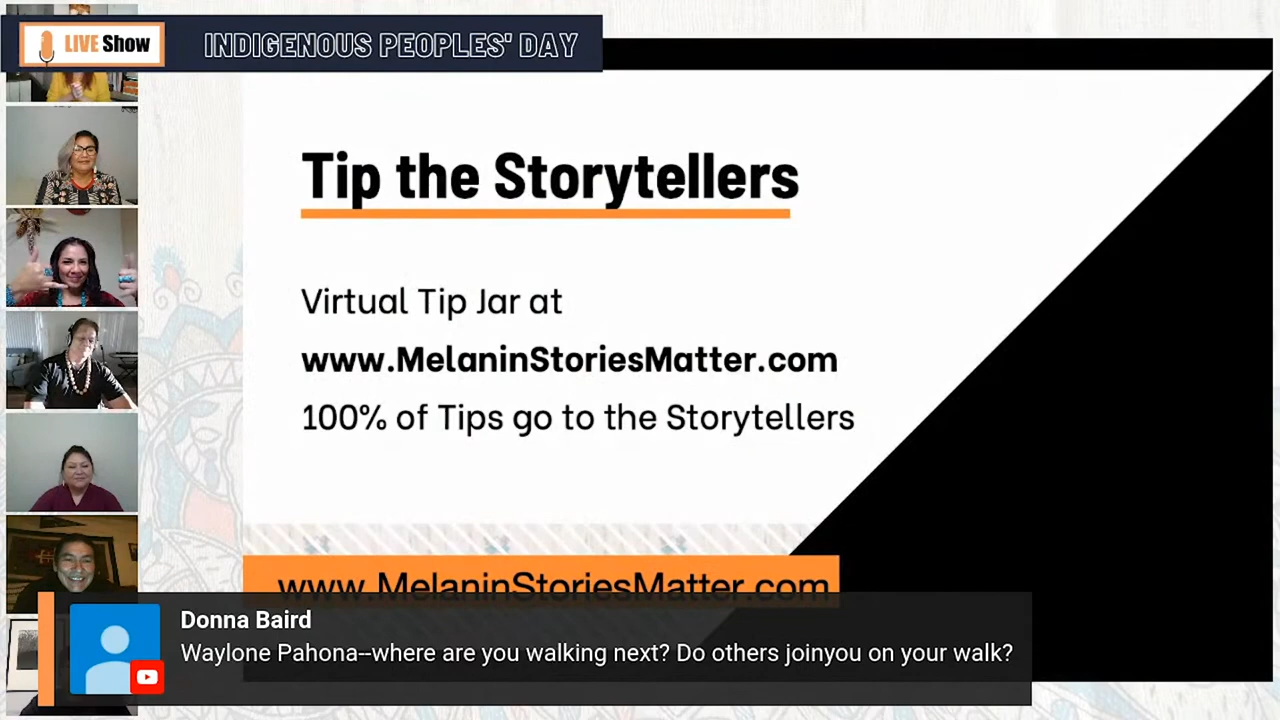 LIVE Show
INDIGENOUS PEOPLES' DAY
Tip the Storytellers
Virtual Tip Jar at
www.MelaninStoriesMatter.com
100% of Tips go to the Storytellers
www.MelaninStoriesMatter.com
Donna Baird
Waylone Pahona--where are you walking next? Do others joinyou on your walk?